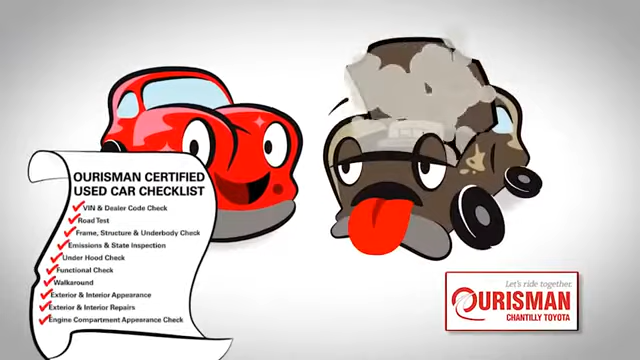 OURISMAN CERTIFIED
USED CAR CHECKLIST
VIN & Dealer Code Check
Road Test
Frame, Structure & Underbody Check
Emissions & State Inspection
Under Hood Check
Functional Check
Walkaround
Exterior & Interior Appearance
Exterior & Interior Repairs
Engine Compartment Appearance Check
Let's ride together.
OURISMAN
CHANTILLY TOYOTA